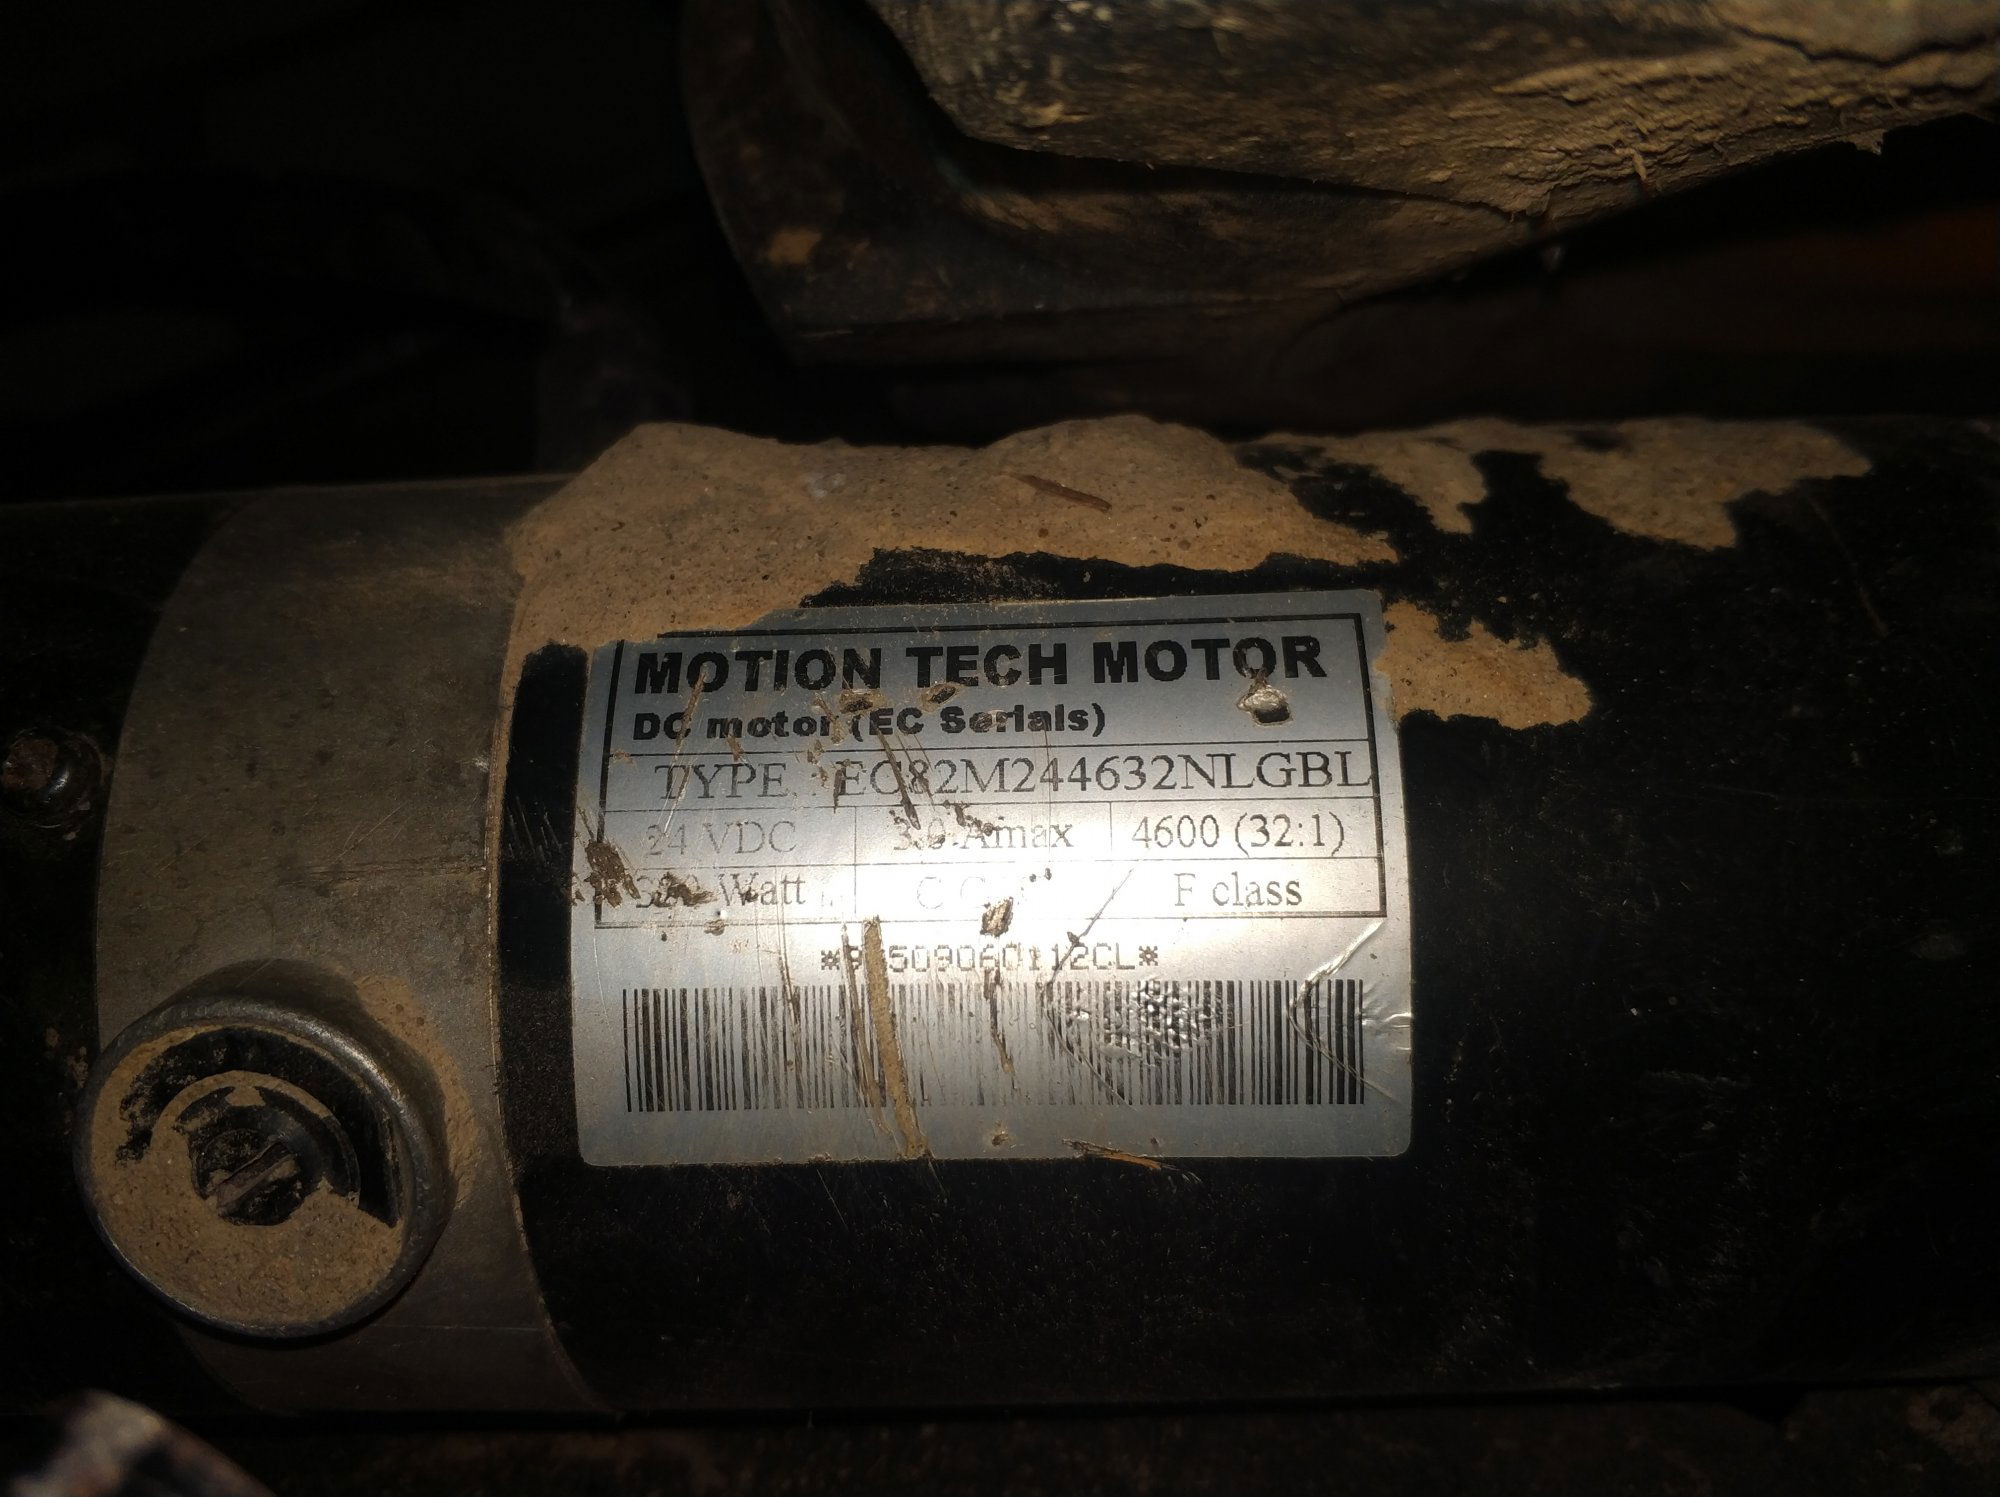 MOTION TECH MOTOR
DC motor (EC Serials)
TYPE EC82M244632NLGBL
24 VDC Amax 4600 (32:1)
Watt F class